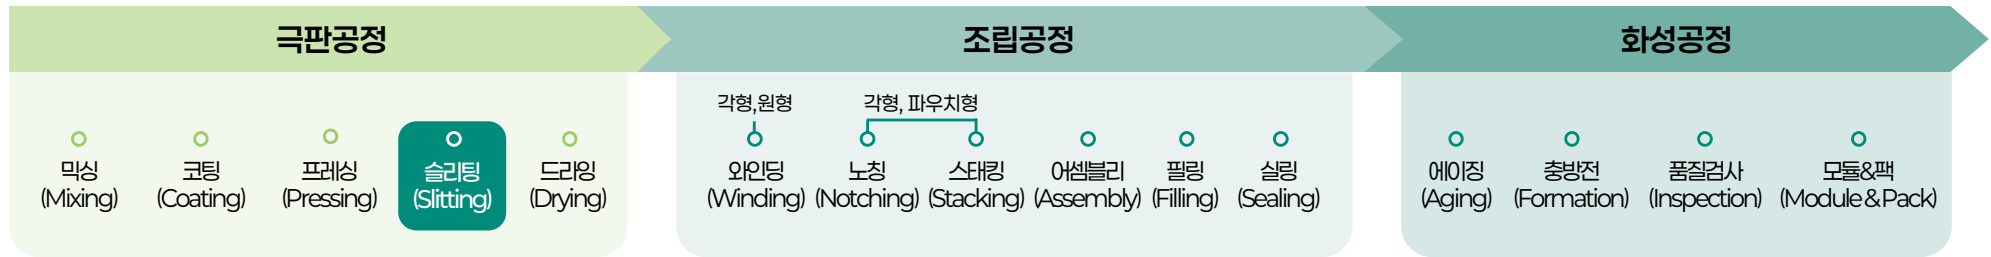 극판공정
믹싱
(Mixing)
코팅
(Coating)
프레싱
(Pressing)
슬리팅
(Slitting)
드라잉
(Drying)
조립공정
각형,원형
각형, 파우치형
와인딩
(Winding)
노칭
(Notching)
스태킹
(Stacking)
어셈블리
(Assembly)
필링
(Filling)
실링
(Sealing)
화성공정
에이징
(Aging)
충방전
(Formation)
품질검사
(Inspection)
모듈&팩
(Module & Pack)